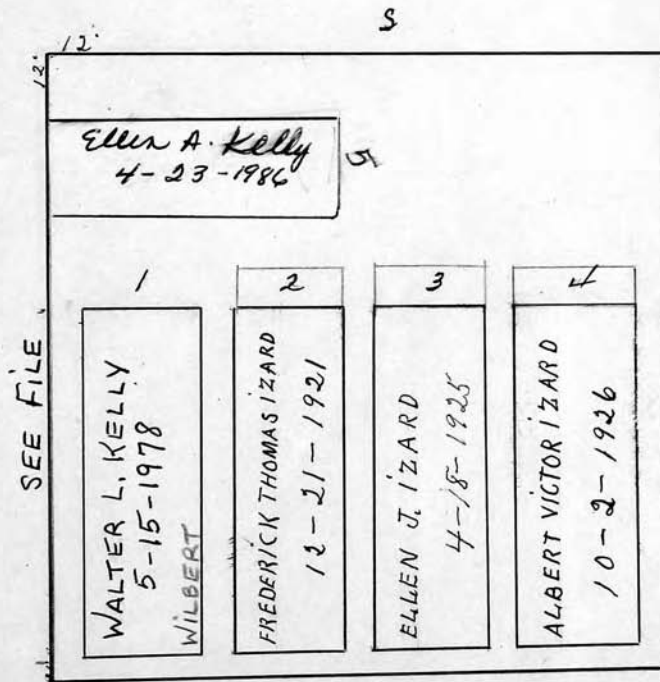 S
12'
12'
Ellen A. Kelly
4-23-1986
5
1
2
3
4
SEE FILE
WALTER L. KELLY
5-15-1978
WILBERT
FREDERICK THOMAS IZARD
12-21-1921
ELLEN J. IZARD
4-18-1925
ALBERT VICTOR IZARD
10-2-1926